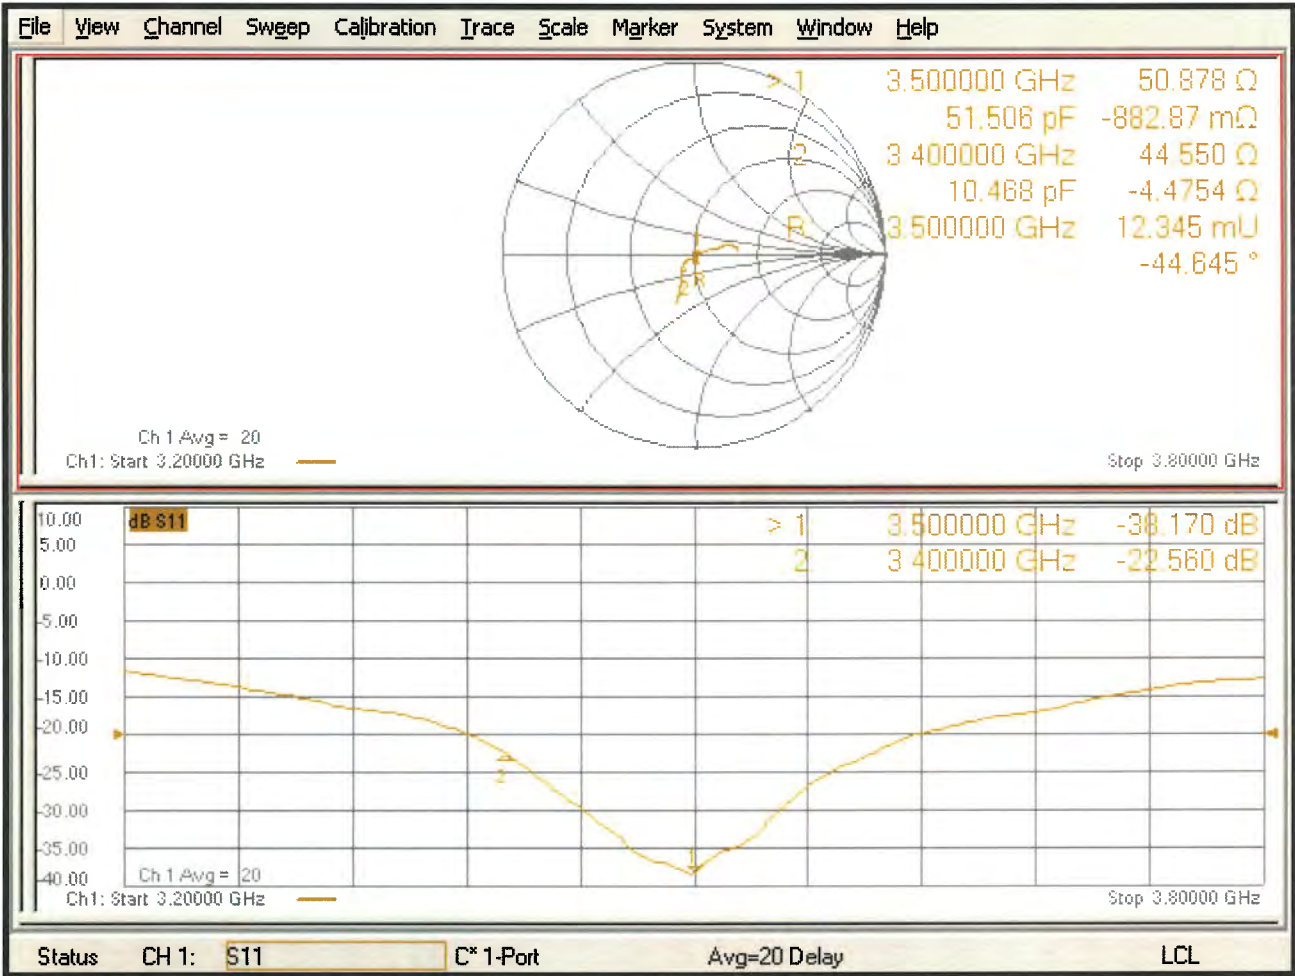 File View Channel Sweep Calibration Trace Scale Marker System Window Help
> 1 3.500000 GHz 50.878 Ω
51.506 pF -882.87 mΩ
2 3 400000 GHz 44.550 Ω
10.468 pF -4.4754 Ω
R 3.500000 GHz 12.345 mU
-44.645 °
2 R
Ch 1 Avg = 20
Ch1: Start 3.20000 GHz
Stop 3.80000 GHz
10.00 dB S11
> 1 3.500000 GHz -38.170 dB
5.00
2 3 400000 GHz -22.560 dB
0.00
-5.00
-10.00
-15.00
-20.00
-25.00
2
-30.00
-35.00
1
-40.00
Ch 1 Avg = 20
Ch1: Start 3.20000 GHz
Stop 3.80000 GHz
Status CH 1: S11 C* 1-Port Avg=20 Delay LCL